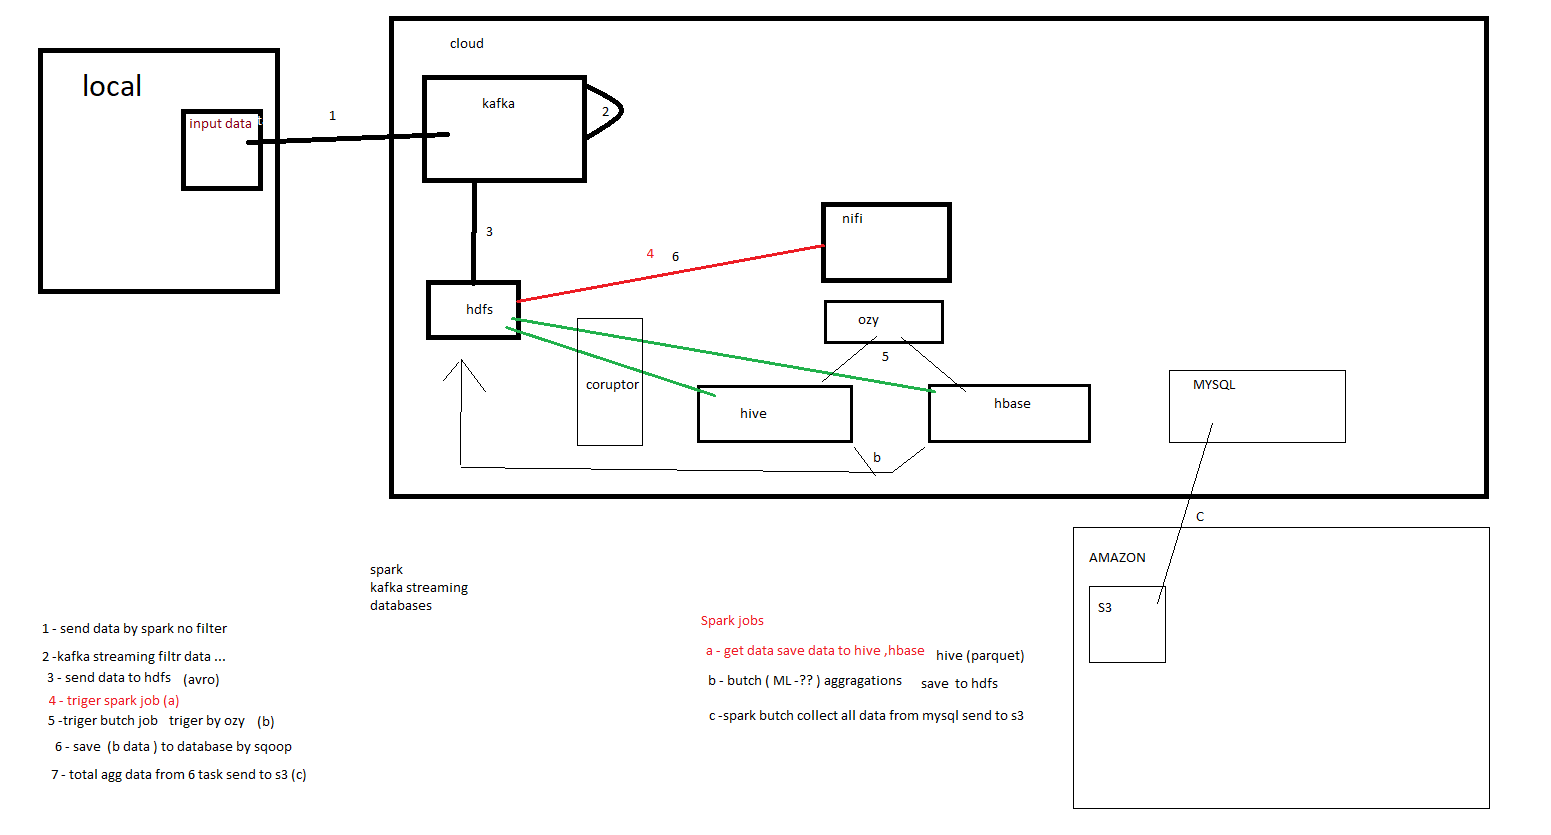 cloud
local
kafka
input data t
1
2
nifi
3
4 6
hdfs
ozy
5
coruptor
MYSQL
hive
hbase
b
C
AMAZON
S3
spark
kafka streaming
databases
1 - send data by spark no filter
2 -kafka streaming filtr data ...
3 - send data to hdfs (avro)
4 - triger spark job (a)
5 -triger butch job triger by ozy (b)
6 - save (b data ) to database by sqoop
7 - total agg data from 6 task send to s3 (c)
Spark jobs
a - get data save data to hive ,hbase hive (parquet)
b - butch ( ML -?? ) aggragations save to hdfs
c -spark butch collect all data from mysql send to s3